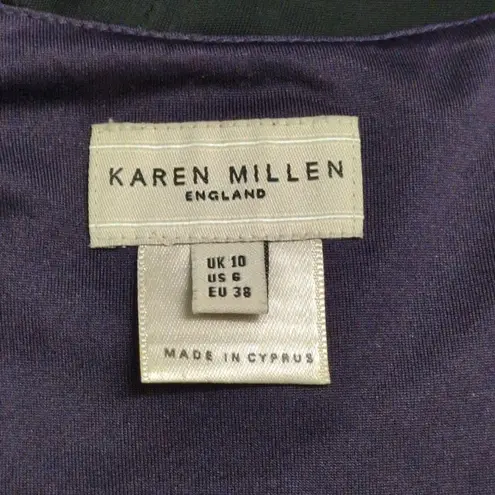 KAREN MILLEN
ENGLAND
UK 10
US 6
EU 38
MADE IN CYPRUS